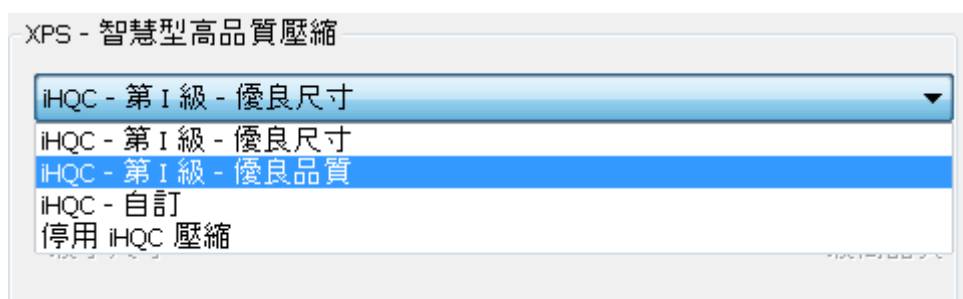 XPS - 智慧型高品質壓縮
iHQC - 第 I 級 - 優良尺寸
iHQC - 第 I 級 - 優良尺寸
iHQC - 第 I 級 - 優良品質
iHQC - 自訂
停用 iHQC 壓縮